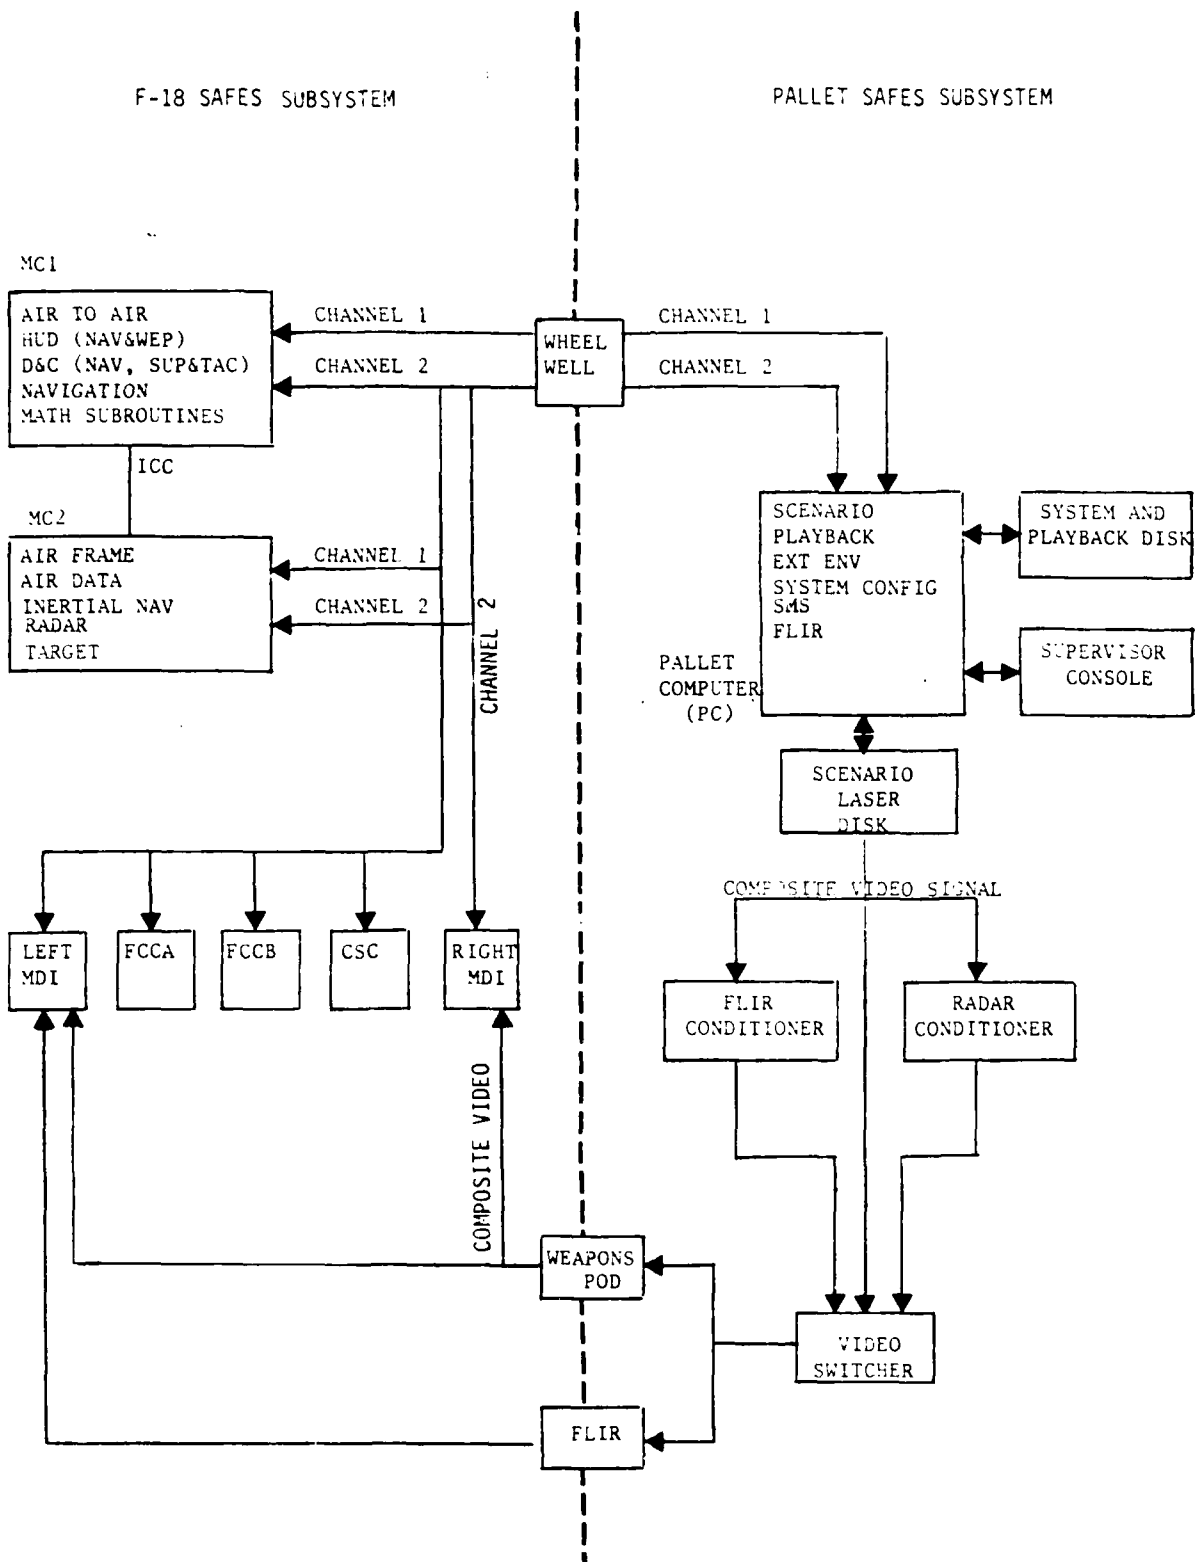 F-18 SAFES SUBSYSTEM
PALLET SAFES SUBSYSTEM
MC1
AIR TO AIR
HUD (NAV&WEP)
D&C (NAV, SUP&TAC)
NAVIGATION
MATH SUBROUTINES
CHANNEL 1
CHANNEL 2
WHEEL
WELL
CHANNEL 1
CHANNEL 2
ICC
MC2
AIR FRAME
AIR DATA
INERTIAL NAV
RADAR
TARGET
CHANNEL 1
CHANNEL 2
CHANNEL 2
SCENARIO
PLAYBACK
EXT ENV
SYSTEM CONFIG
SMS
FLIR
PALLET
COMPUTER
(PC)
SYSTEM AND
PLAYBACK DISK
SUPERVISOR
CONSOLE
SCENARIO
LASER
DISK
COMPOSITE VIDEO SIGNAL
LEFT
MDI
FCCA
FCCB
CSC
RIGHT
MDI
FLIR
CONDITIONER
RADAR
CONDITIONER
COMPOSITE VIDEO
WEAPONS
POD
VIDEO
SWITCHER
FLIR